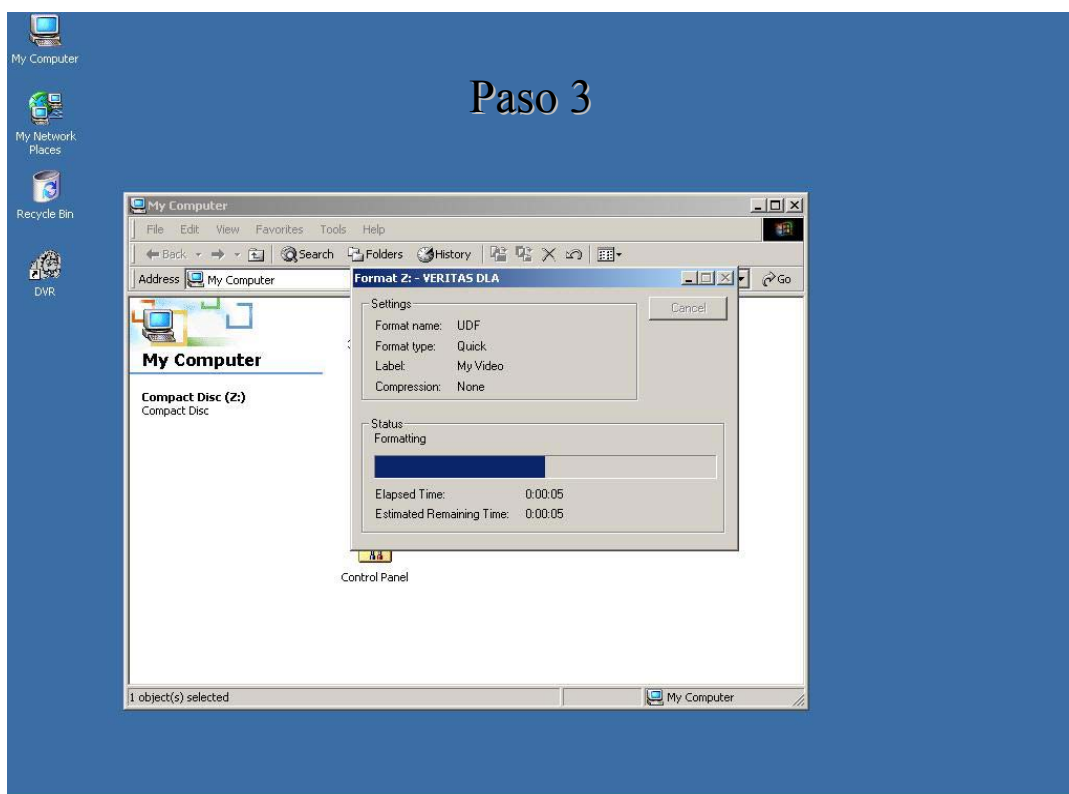 My Computer
Paso 3
My Network
Places
Recycle Bin
DVR
My Computer
File Edit View Favorites Tools Help
Back Search Folders History
Address My Computer Go
Format Z: - VERITAS DLA
Settings
Cancel
Format name: UDF
Format type: Quick
Label: My Video
Compression: None
My Computer
Compact Disc (Z:)
Compact Disc
Status
Formatting
Elapsed Time: 0:00:05
Estimated Remaining Time: 0:00:05
Control Panel
1 object(s) selected
My Computer